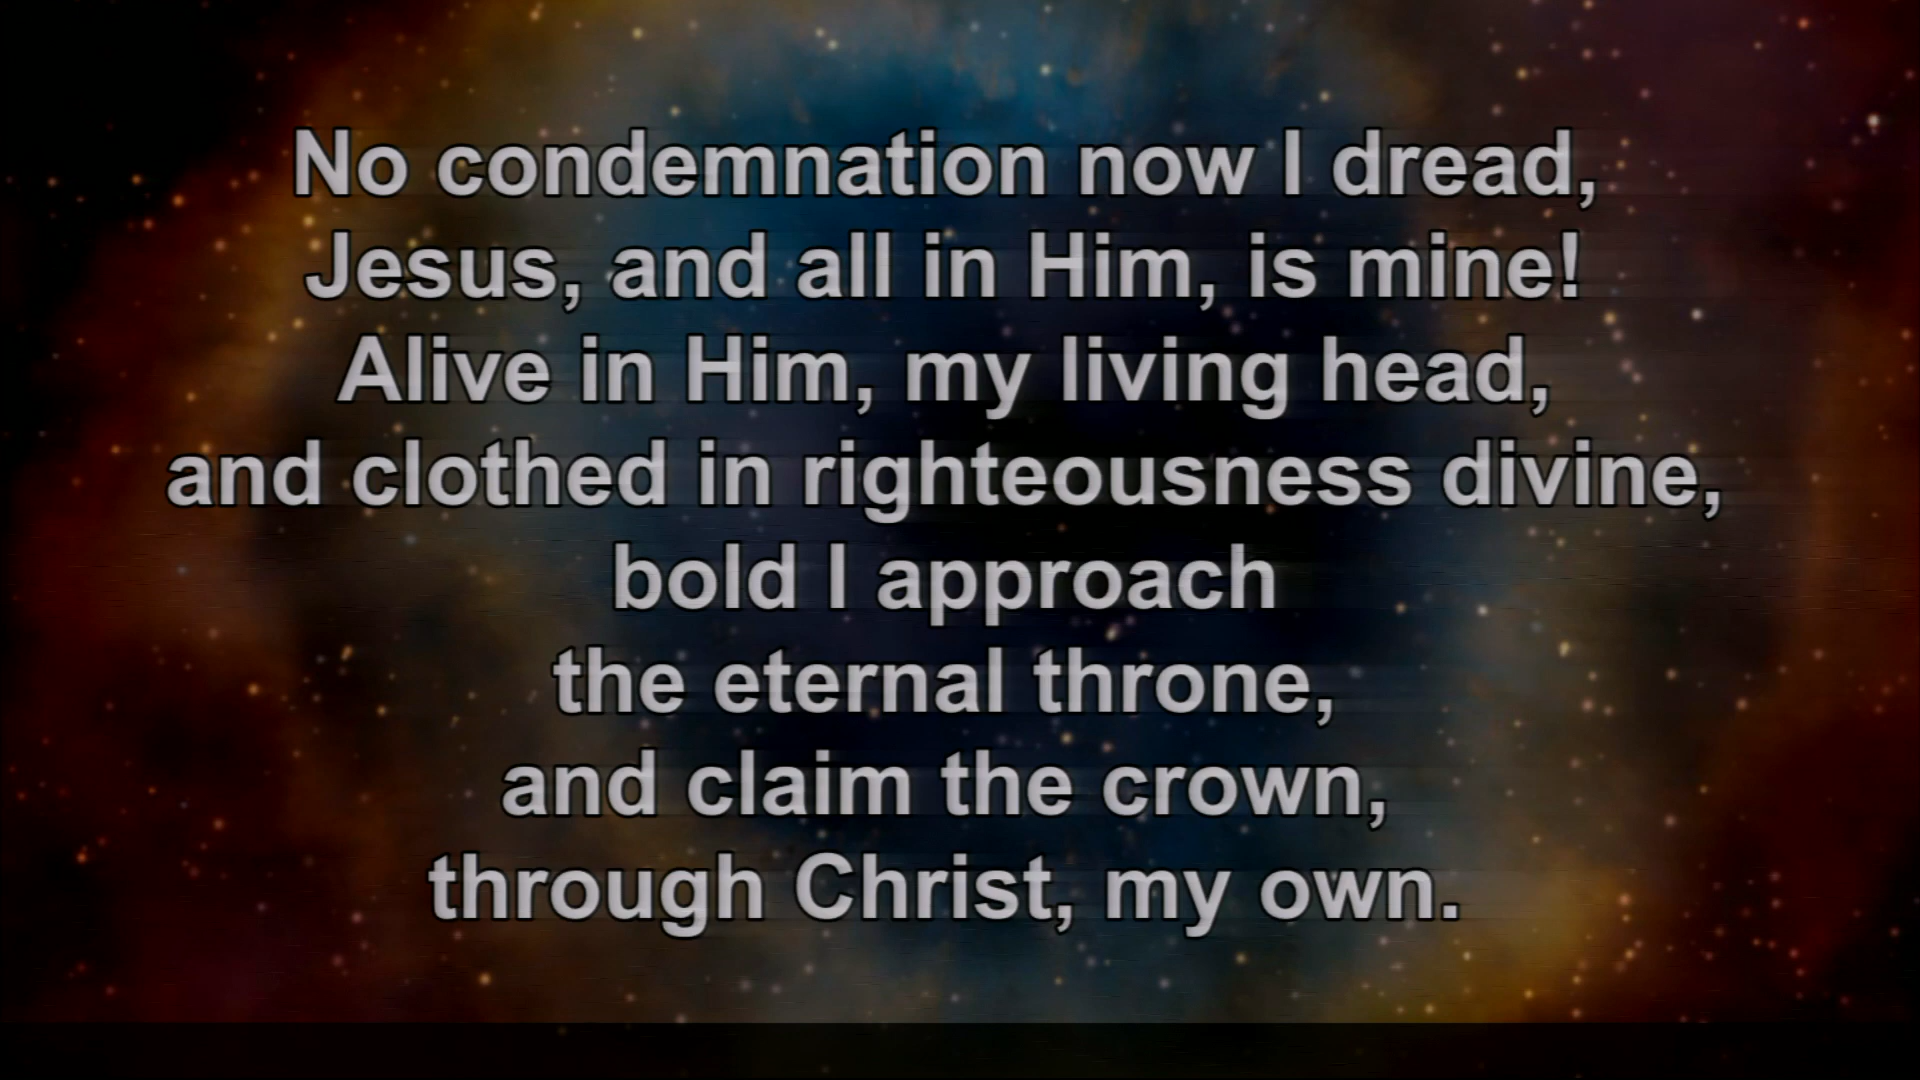 No condemnation now I dread,
Jesus, and all in Him, is mine!
Alive in Him, my living head,
and clothed in righteousness divine,
bold I approach
the eternal throne,
and claim the crown,
through Christ, my own.